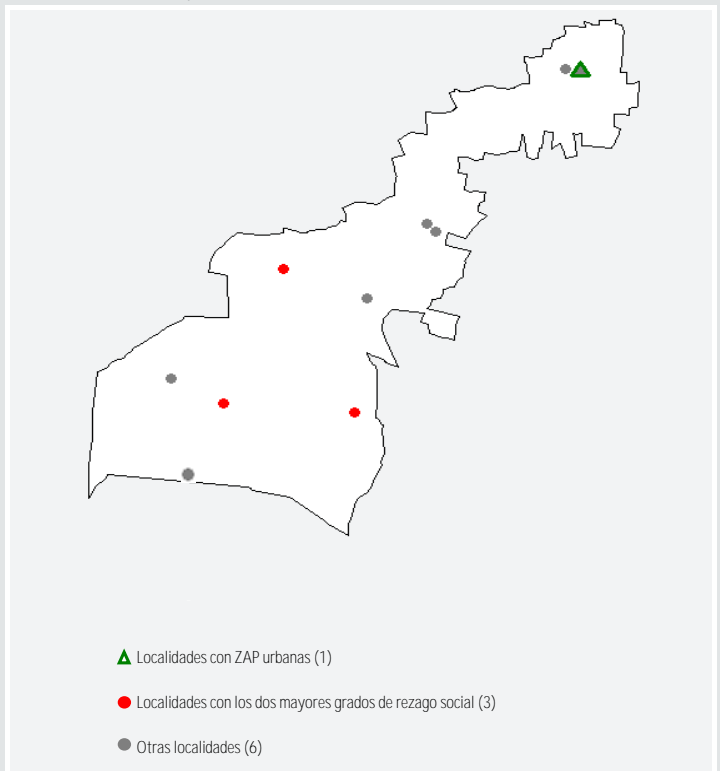 Localidades con ZAP urbanas (1)
Localidades con los dos mayores grados de rezago social (3)
Otras localidades (6)